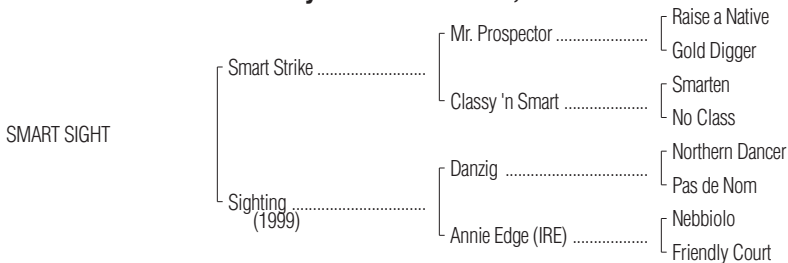 Raise a Native
Mr. Prospector ......................
Gold Digger
Smart Strike .........................
Smarten
Classy 'n Smart ....................
No Class
SMART SIGHT
Northern Dancer
Danzig .................................
Pas de Nom
Sighting ...............................
(1999)
Nebbiolo
Annie Edge (IRE) ..................
Friendly Court